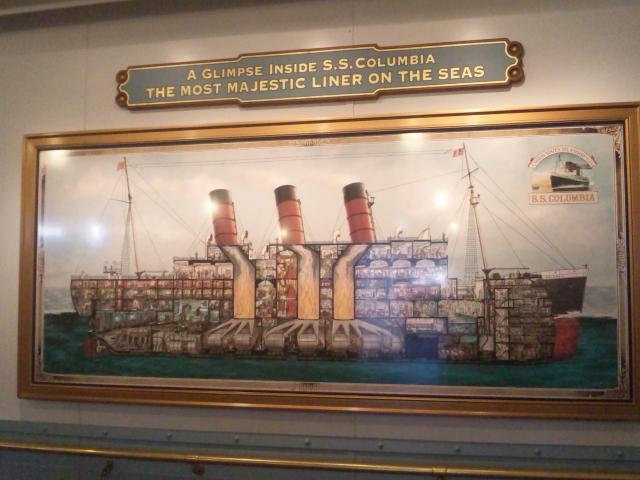 A GLIMPSE INSIDE S.S. COLUMBIA
THE MOST MAJESTIC LINER ON THE SEAS
S.S. COLUMBIA